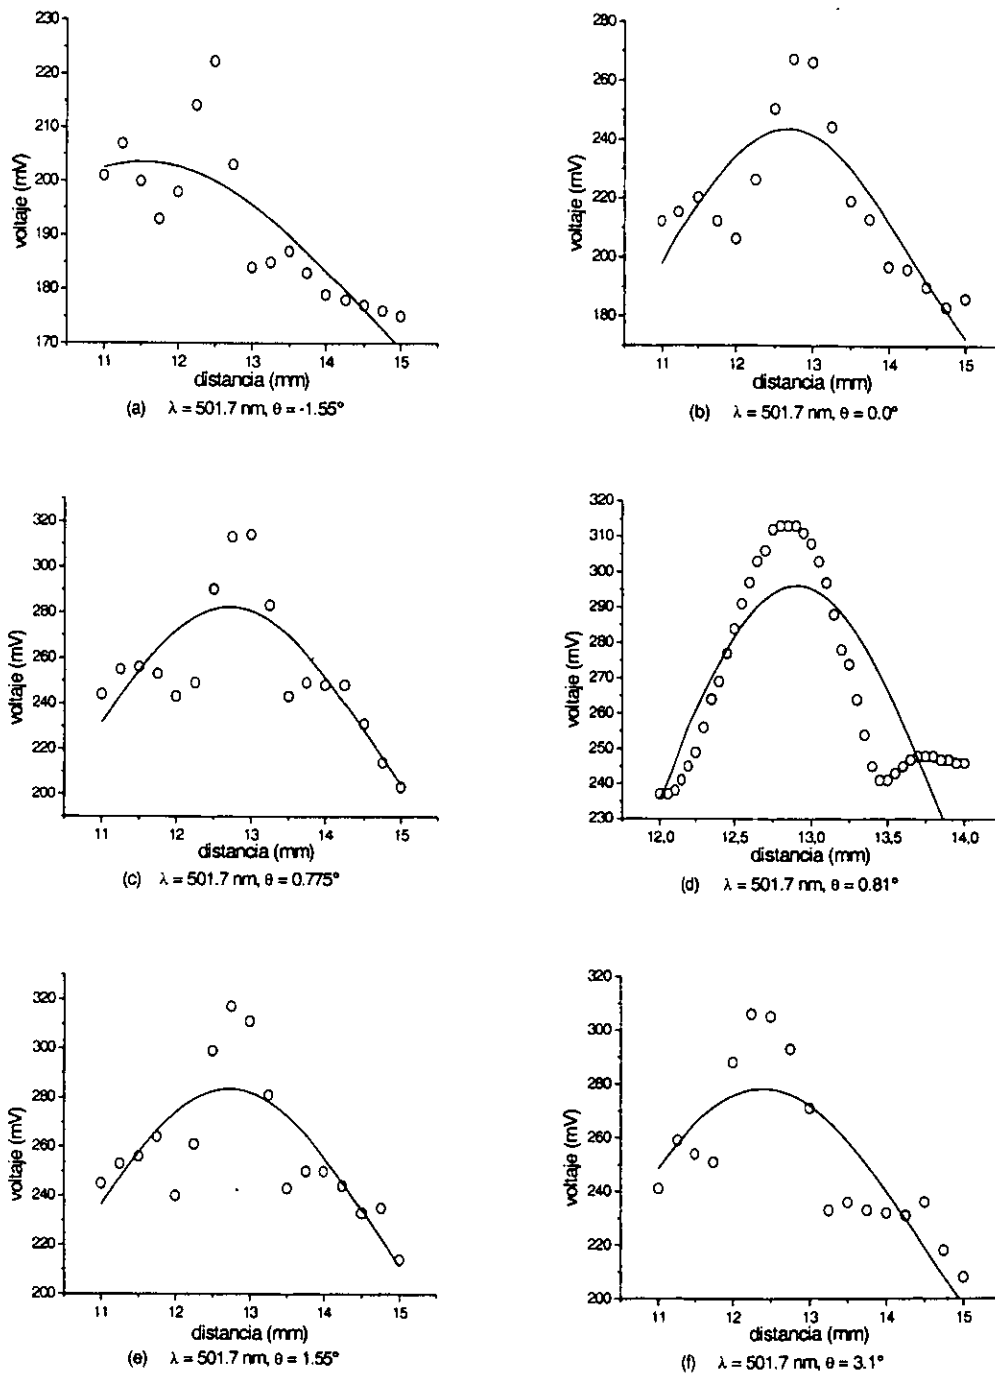 230
220
210
200
190
180
170
voltaje (mV)
11 12 13 14 15
distancia (mm)
(a) λ = 501.7 nm, θ = -1.55°
280
260
240
220
200
180
voltaje (mV)
11 12 13 14 15
distancia (mm)
(b) λ = 501.7 nm, θ = 0.0°
320
300
280
260
240
220
200
voltaje (mV)
11 12 13 14 15
distancia (mm)
(c) λ = 501.7 nm, θ = 0.775°
320
310
300
290
280
270
260
250
240
230
voltaje (mV)
12,0 12,5 13,0 13,5 14,0
distancia (mm)
(d) λ = 501.7 nm, θ = 0.81°
320
300
280
260
240
220
200
voltaje (mV)
11 12 13 14 15
distancia (mm)
(e) λ = 501.7 nm, θ = 1.55°
320
300
280
260
240
220
200
voltaje (mV)
11 12 13 14 15
distancia (mm)
(f) λ = 501.7 nm, θ = 3.1°